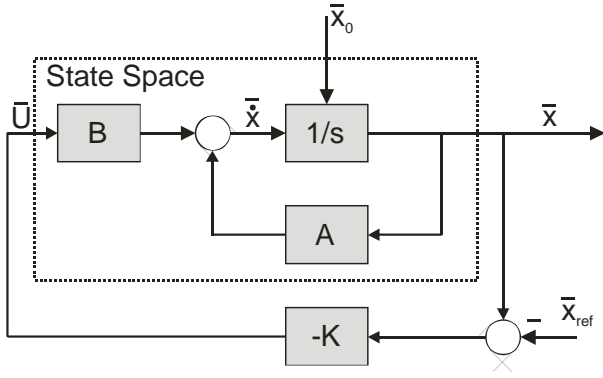 x̅₀
State Space
U̅
B
ẋ̅
1/s
x̅
A
−
x̅ref
-K